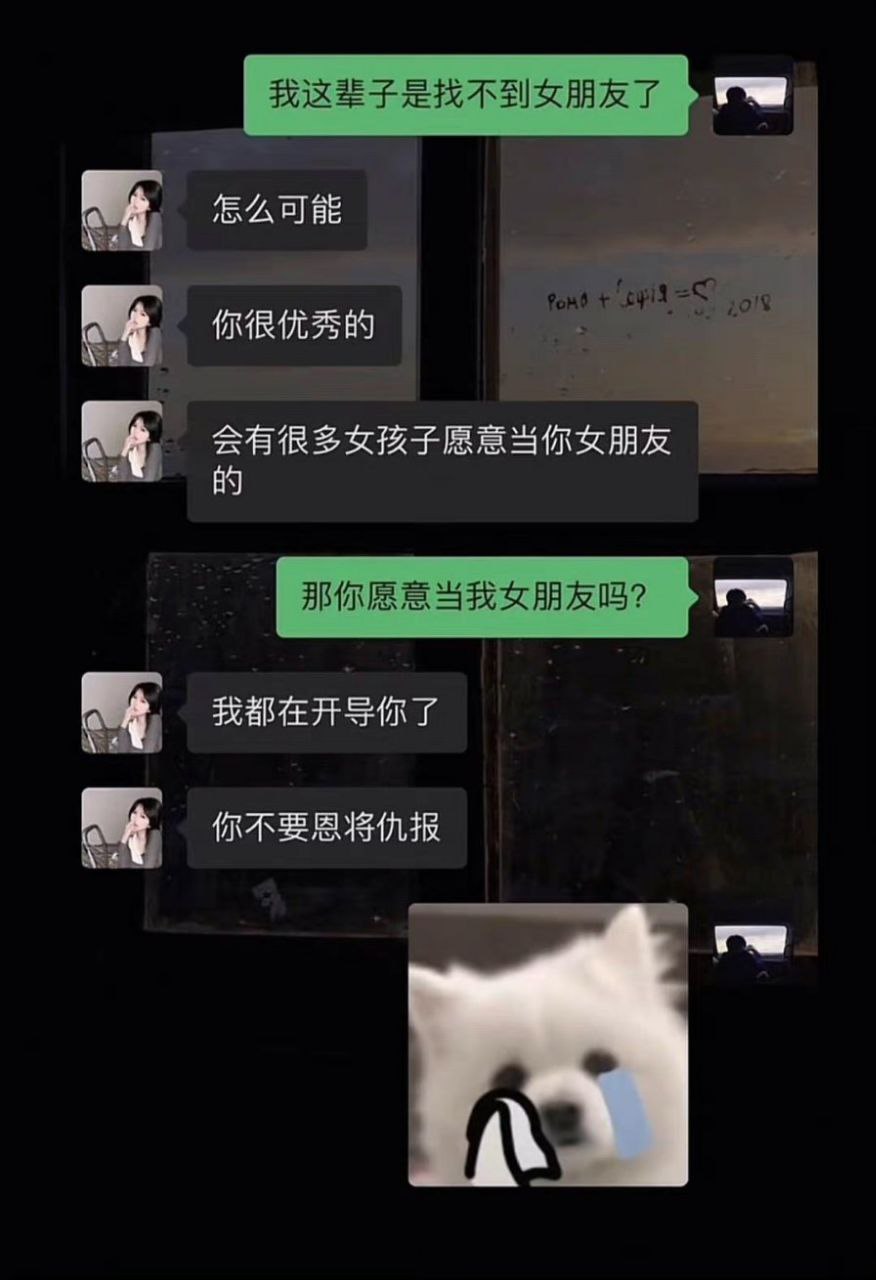 我这辈子是找不到女朋友了
怎么可能
你很优秀的
会有很多女孩子愿意当你女朋友
的
那你愿意当我女朋友吗？
我都在开导你了
你不要恩将仇报